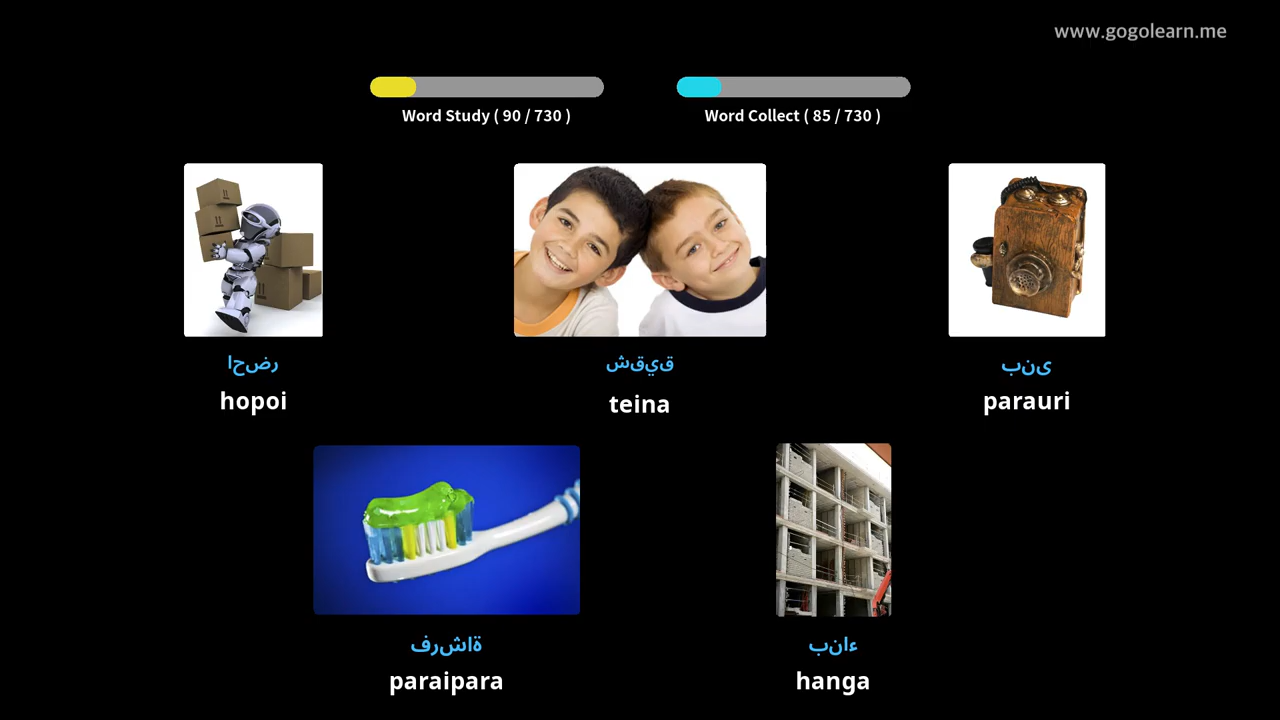 www.gogolearn.me
Word Study ( 90 / 730 )
Word Collect ( 85 / 730 )
احضر
hopoi
شقيق
teina
بنى
parauri
فرشاة
paraipara
بناء
hanga